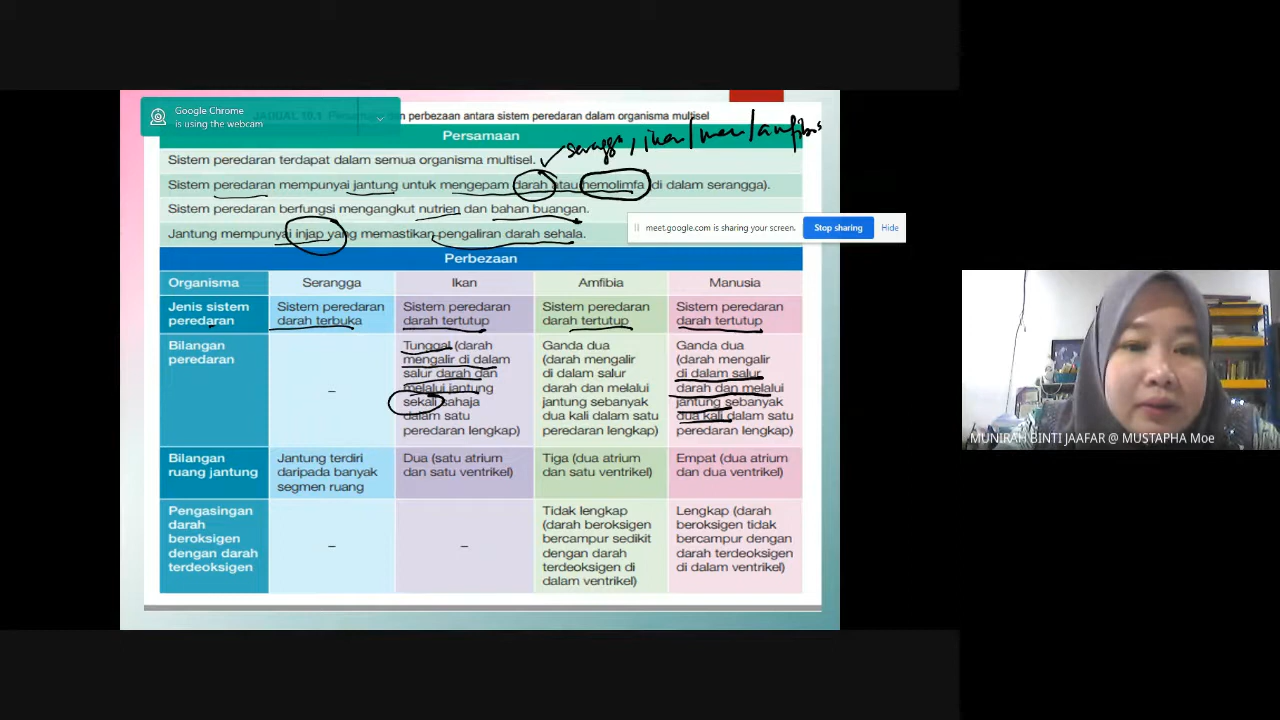 Google Chrome
is using the webcam
dan perbezaan antara sistem peredaran dalam organisma multisel
Persamaan
Sistem peredaran terdapat dalam semua organisma multisel.
Sistem peredaran mempunyai jantung untuk mengepam darah atau hemolimfa (di dalam serangga).
Sistem peredaran berfungsi mengangkut nutrien dan bahan buangan.
Jantung mempunyai injap yang memastikan pengaliran darah sehala.
meet.google.com is sharing your screen.
Stop sharing
Hide
Perbezaan
Organisma
Serangga
Ikan
Amfibia
Manusia
Jenis sistem
peredaran
Sistem peredaran
darah terbuka
Sistem peredaran
darah tertutup
Sistem peredaran
darah tertutup
Sistem peredaran
darah tertutup
Bilangan
peredaran
–
Tunggal (darah
mengalir di dalam
salur darah dan
melalui jantung
sekali sahaja
dalam satu
peredaran lengkap)
Ganda dua
(darah mengalir
di dalam salur
darah dan melalui
jantung sebanyak
dua kali dalam satu
peredaran lengkap)
Ganda dua
(darah mengalir
di dalam salur
darah dan melalui
jantung sebanyak
dua kali dalam satu
peredaran lengkap)
Bilangan
ruang jantung
Jantung terdiri
daripada banyak
segmen ruang
Dua (satu atrium
dan satu ventrikel)
Tiga (dua atrium
dan satu ventrikel)
Empat (dua atrium
dan dua ventrikel)
Pengasingan
darah
beroksigen
dengan darah
terdeoksigen
–
–
Tidak lengkap
(darah beroksigen
bercampur sedikit
dengan darah
terdeoksigen di
dalam ventrikel)
Lengkap (darah
beroksigen tidak
bercampur dengan
darah terdeoksigen
di dalam ventrikel)
MUNIRAH BINTI JAAFAR @ MUSTAPHA Moe